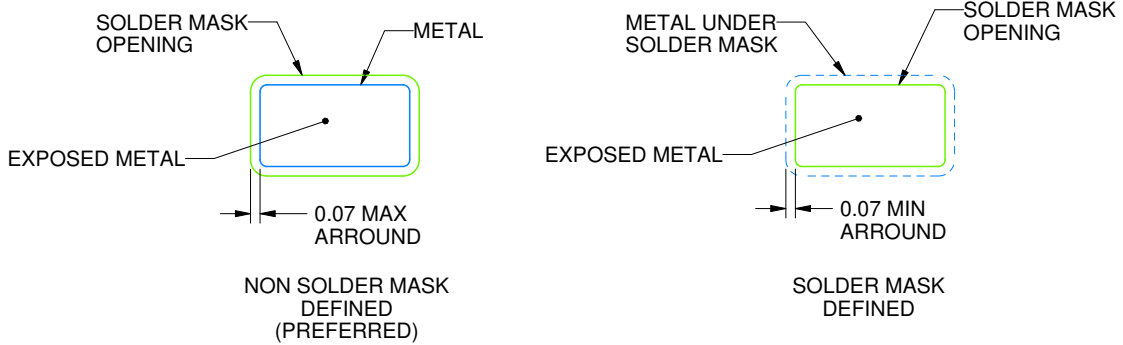 SOLDER MASK
OPENING
METAL
EXPOSED METAL
0.07 MAX
ARROUND
NON SOLDER MASK
DEFINED
(PREFERRED)
METAL UNDER
SOLDER MASK
SOLDER MASK
OPENING
EXPOSED METAL
0.07 MIN
ARROUND
SOLDER MASK
DEFINED